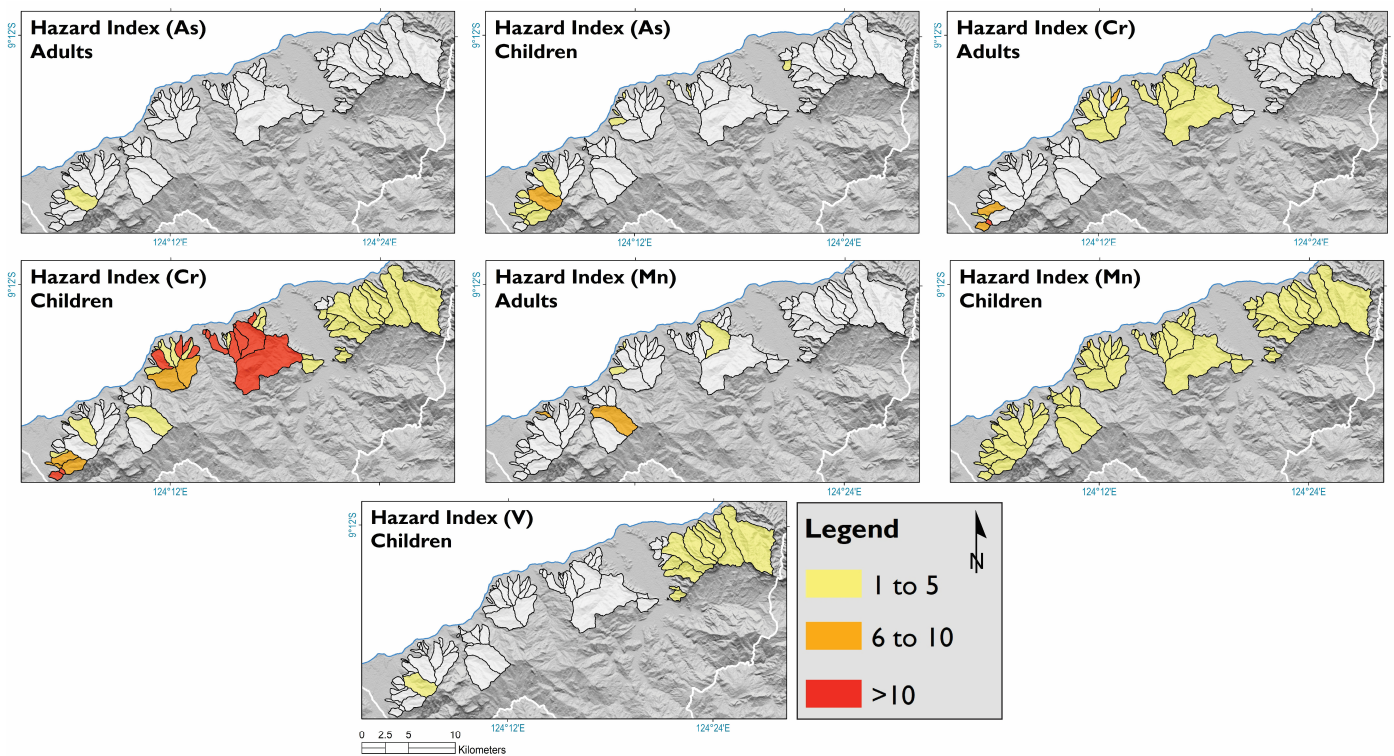 Hazard Index (As)
Adults
9°12'S
124°12'E
124°24'E
Hazard Index (As)
Children
9°12'S
124°12'E
124°24'E
Hazard Index (Cr)
Adults
9°12'S
124°12'E
124°24'E
Hazard Index (Cr)
Children
9°12'S
124°12'E
Hazard Index (Mn)
Adults
9°12'S
124°24'E
Hazard Index (Mn)
Children
9°12'S
124°12'E
124°24'E
Hazard Index (V)
Children
9°12'S
124°12'E
124°24'E
0 2.5 5 10
Kilometers
Legend
N
1 to 5
6 to 10
>10